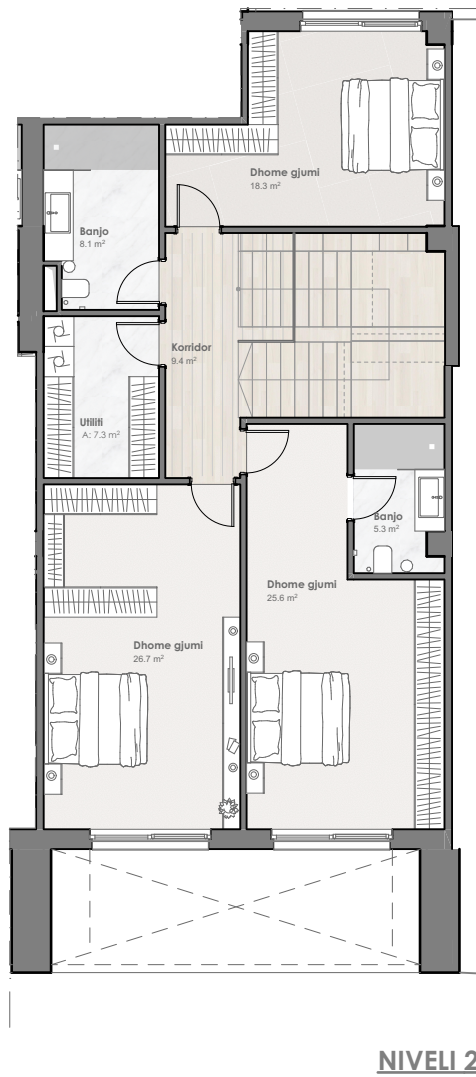 Dhome gjumi
18.3 m²
Banjo
8.1 m²
Korridor
9.4 m²
Utiliti
A: 7.3 m²
Banjo
5.3 m²
Dhome gjumi
25.6 m²
Dhome gjumi
26.7 m²
NIVELI 2